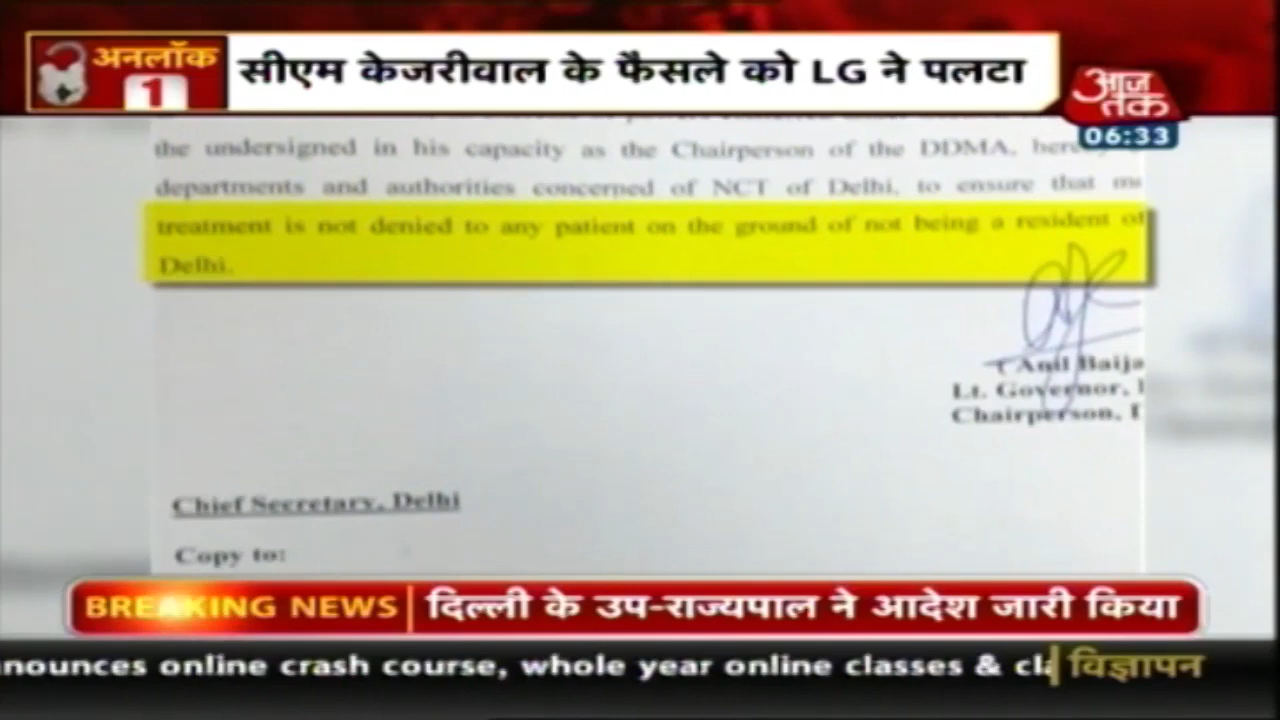 अनलॉक
1
सीएम केजरीवाल के फैसले को LG ने पलटा
आज
तक
06:33
the undersigned in his capacity as the Chairperson of the DDMA,
departments and authorities concerned of NCT of Delhi, to ensure that
treatment is not denied to any patient on the ground of not being a resident of
Delhi.
( Anil Baija
Lt. Governor,
Chairperson,
Chief Secretary, Delhi
Copy to:
BREAKING NEWS दिल्ली के उप-राज्यपाल ने आदेश जारी किया
nounces online crash course, whole year online classes & cla विज्ञापन